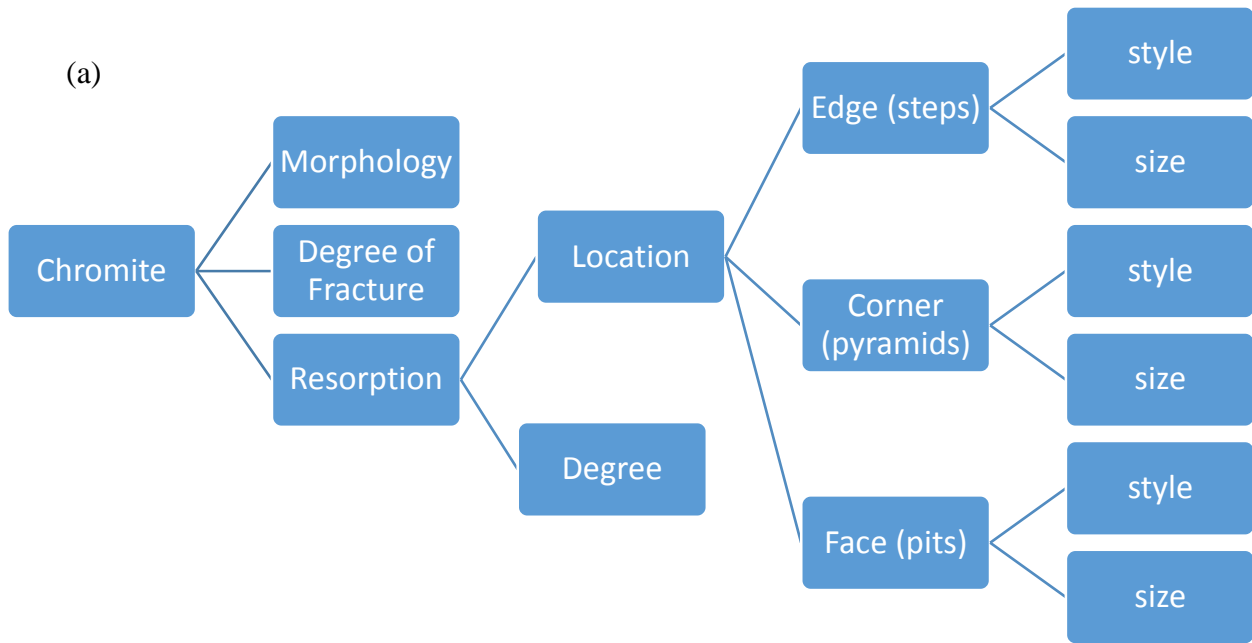 (a)
Chromite
Morphology
Degree of
Fracture
Resorption
Location
Degree
Edge (steps)
style
size
Corner
(pyramids)
style
size
Face (pits)
style
size